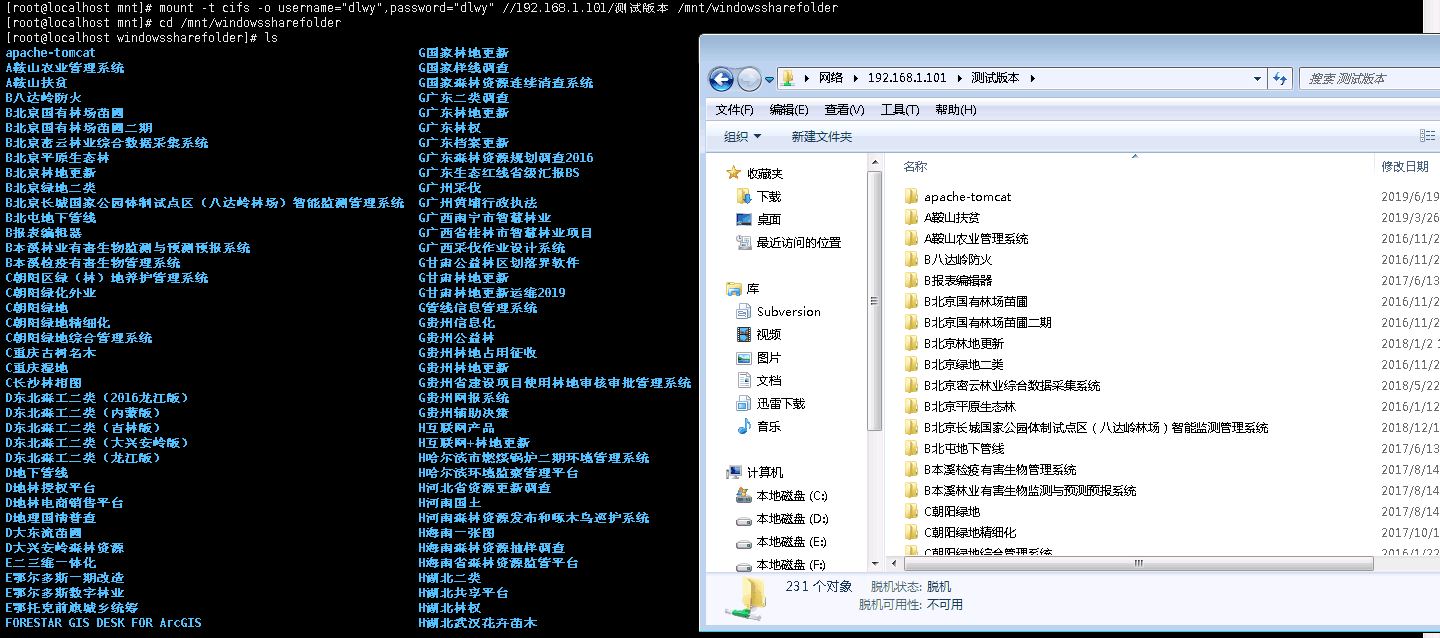 [root@localhost mnt]# mount -t cifs -o username="dlwy",password="dlwy" //192.168.1.101/测试版本 /mnt/windowssharefolder
[root@localhost mnt]# cd /mnt/windowssharefolder
[root@localhost windowssharefolder]# ls
apache-tomcat
A鞍山农业管理系统
A鞍山扶贫
B八达岭防火
B北京国有林场苗圃
B北京国有林场苗圃二期
B北京密云林业综合数据采集系统
B北京平原生态林
B北京林地更新
B北京绿地二类
B北京长城国家公园体制试点区（八达岭林场）智能监测管理系统
B北屯地下管线
B报表编辑器
B本溪林业有害生物监测与预测预报系统
B本溪检疫有害生物管理系统
C朝阳区绿（林）地养护管理系统
C朝阳绿化外业
C朝阳绿地
C朝阳绿地精细化
C朝阳绿地综合管理系统
C重庆古树名木
C重庆湿地
C长沙林相图
D东北森工二类（2016龙江版）
D东北森工二类（内蒙版）
D东北森工二类（吉林版）
D东北森工二类（大兴安岭版）
D东北森工二类（龙江版）
D地下管线
D地林授权平台
D地林电商销售平台
D地理国情普查
D大东流苗圃
D大兴安岭森林资源
E二三维一体化
E鄂尔多斯一期改造
E鄂尔多斯数字林业
E鄂托克前旗城乡统筹
FORESTAR GIS DESK FOR ArcGIS
G国家林地更新
G国家样线调查
G国家森林资源连续清查系统
G广东二类调查
G广东林地更新
G广东林权
G广东档案更新
G广东森林资源规划调查2016
G广东生态红线省级汇报BS
G广州采伐
G广州黄埔行政执法
G广西南宁市智慧林业
G广西省桂林市智慧林业项目
G广西采伐作业设计系统
G甘肃公益林区划落界软件
G甘肃林地更新
G甘肃林地更新运维2019
G管线信息管理系统
G贵州信息化
G贵州公益林
G贵州林地占用征收
G贵州林地更新
G贵州省建设项目使用林地审核审批管理系统
G贵州网报系统
G贵州辅助决策
H互联网产品
H互联网+林地更新
H哈尔滨市燃煤锅炉二期环境管理系统
H哈尔滨环境监察管理平台
H河北省资源更新调查
H河南国土
H河南森林资源发布和啄木鸟巡护系统
H海南一张图
H海南森林资源抽样调查
H海南省森林资源监管平台
H湖北二类
H湖北共享平台
H湖北林权
H湖北武汉花卉苗木
网络 192.168.1.101 测试版本
搜索 测试版本
文件(F) 编辑(E) 查看(V) 工具(T) 帮助(H)
组织 新建文件夹
收藏夹
下载
桌面
最近访问的位置
库
Subversion
视频
图片
文档
迅雷下载
音乐
计算机
本地磁盘 (C:)
本地磁盘 (D:)
本地磁盘 (E:)
本地磁盘 (F:)
名称 修改日期
apache-tomcat 2019/6/19
A鞍山扶贫 2019/3/26
A鞍山农业管理系统 2016/11/2
B八达岭防火 2016/11/2
B报表编辑器 2017/6/13
B北京国有林场苗圃 2016/11/2
B北京国有林场苗圃二期 2016/11/2
B北京林地更新 2018/1/2 1
B北京绿地二类 2016/11/2
B北京密云林业综合数据采集系统 2018/5/22
B北京平原生态林 2016/1/12
B北京长城国家公园体制试点区（八达岭林场）智能监测管理系统 2018/12/1
B北屯地下管线 2017/6/13
B本溪检疫有害生物管理系统 2017/8/14
B本溪林业有害生物监测与预测预报系统 2017/8/14
C朝阳绿地 2017/8/14
C朝阳绿地精细化 2017/10/1
C朝阳绿地综合管理系统 2016/1/22
231 个对象 脱机状态: 脱机
脱机可用性: 不可用